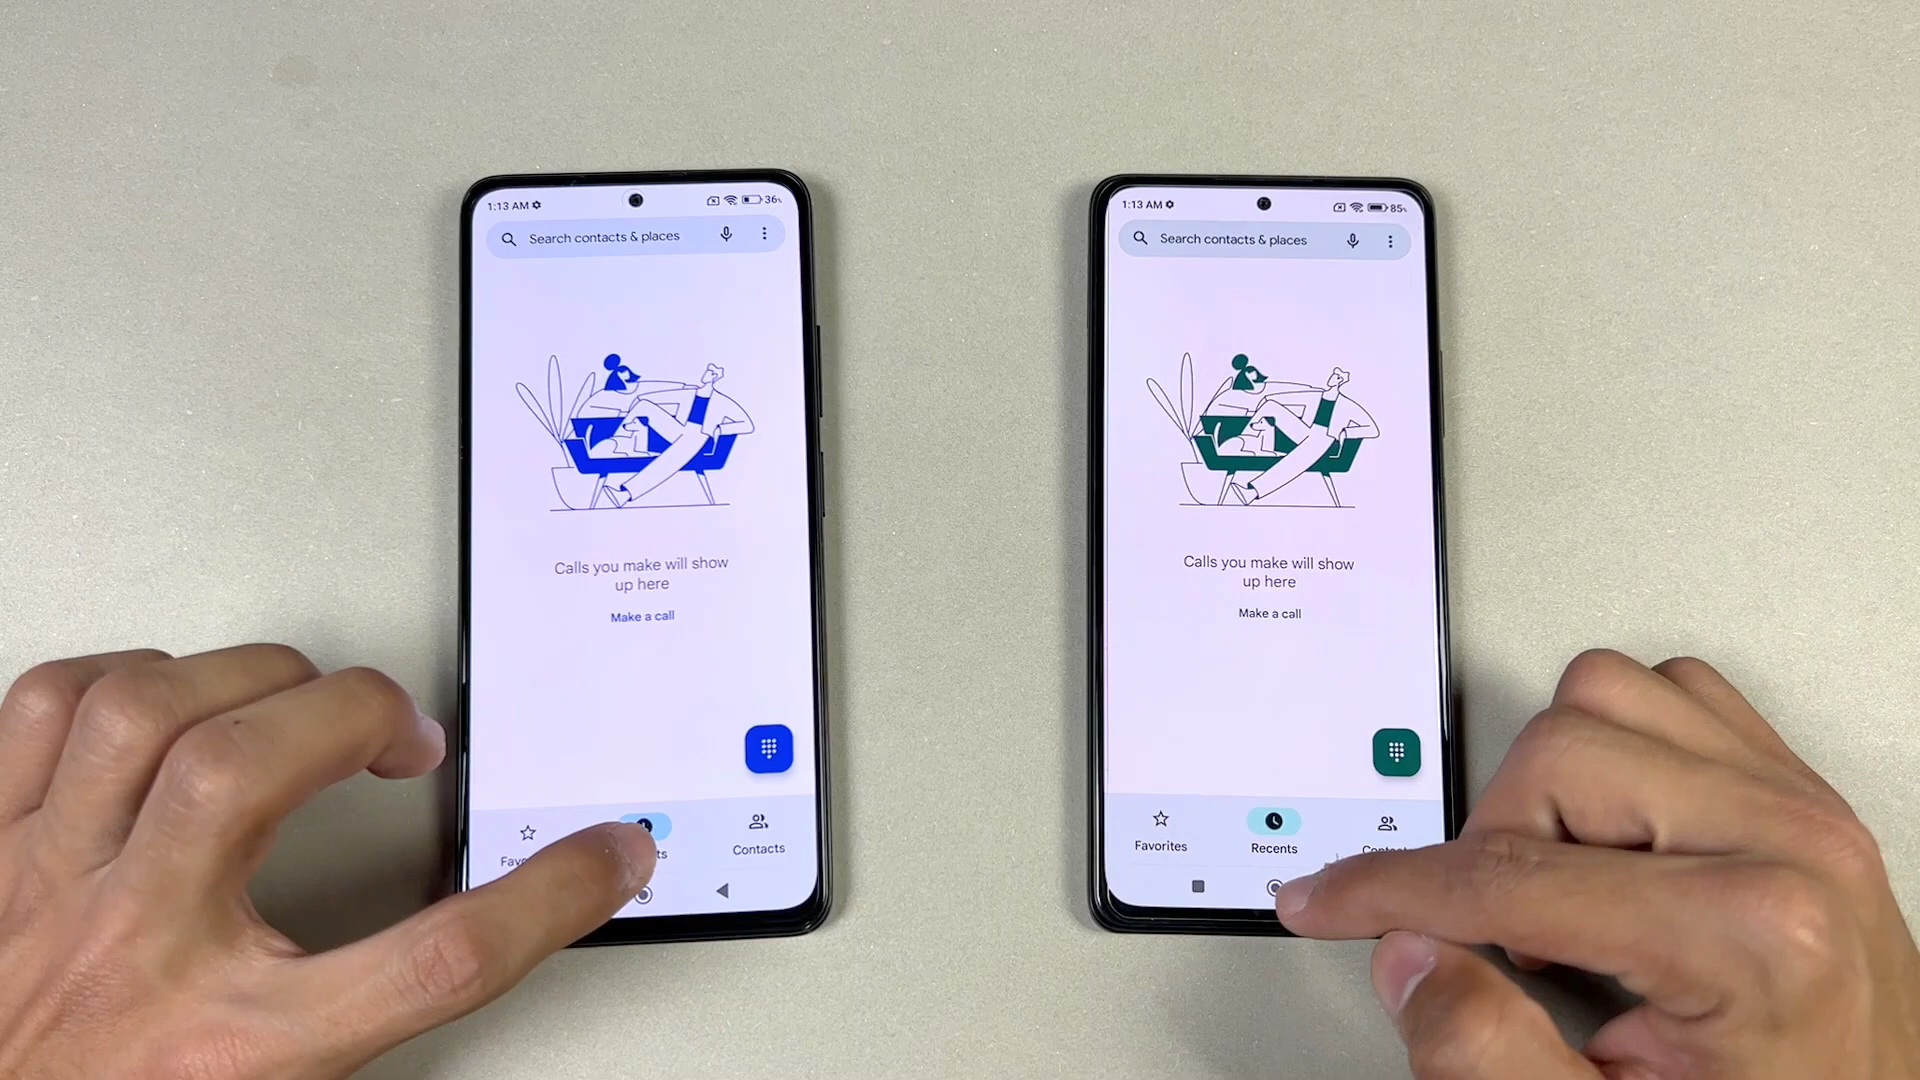 1:13 AM
36%
Search contacts & places
Calls you make will show
up here
Make a call
Contacts
1:13 AM
85%
Search contacts & places
Calls you make will show
up here
Make a call
Favorites
Recents